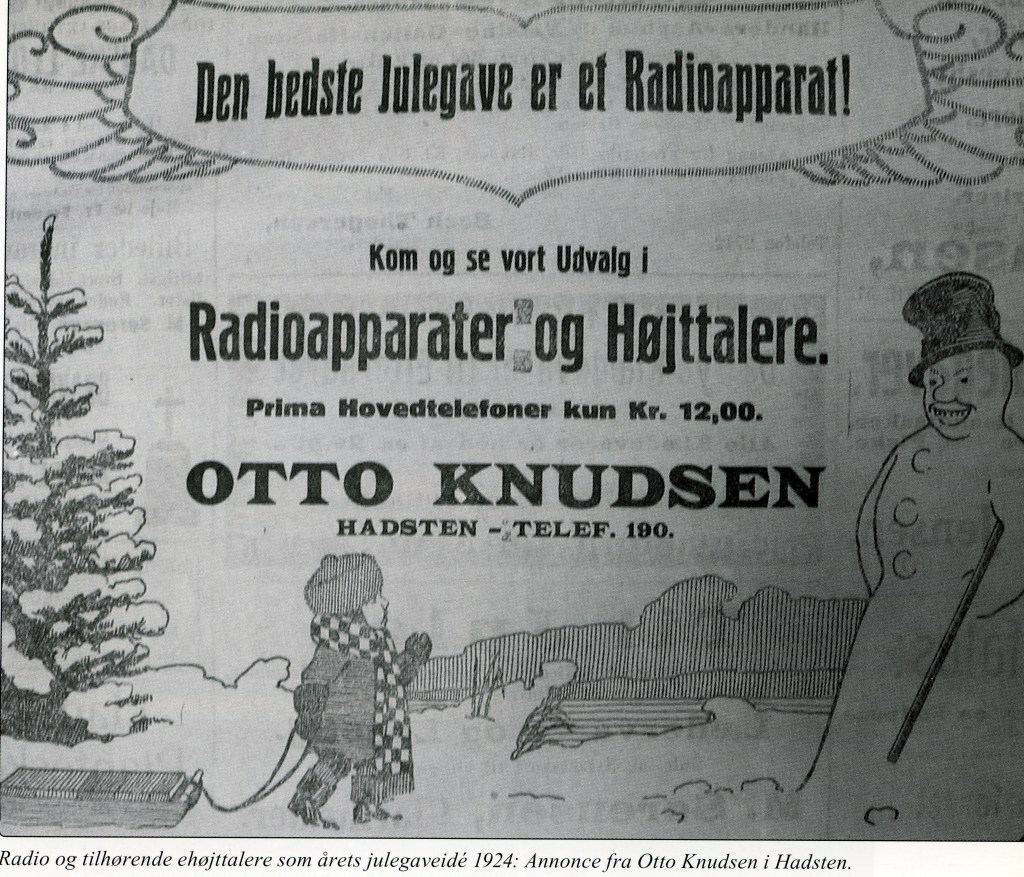 Den bedste Julegave er et Radioapparat!
Kom og se vort Udvalg i
Radioapparater og Højttalere.
Prima Hovedtelefoner kun Kr. 12,00.
OTTO KNUDSEN
HADSTEN - TELEF. 190.
Radio og tilhørende ehøjttalere som årets julegaveidé 1924: Annonce fra Otto Knudsen i Hadsten.